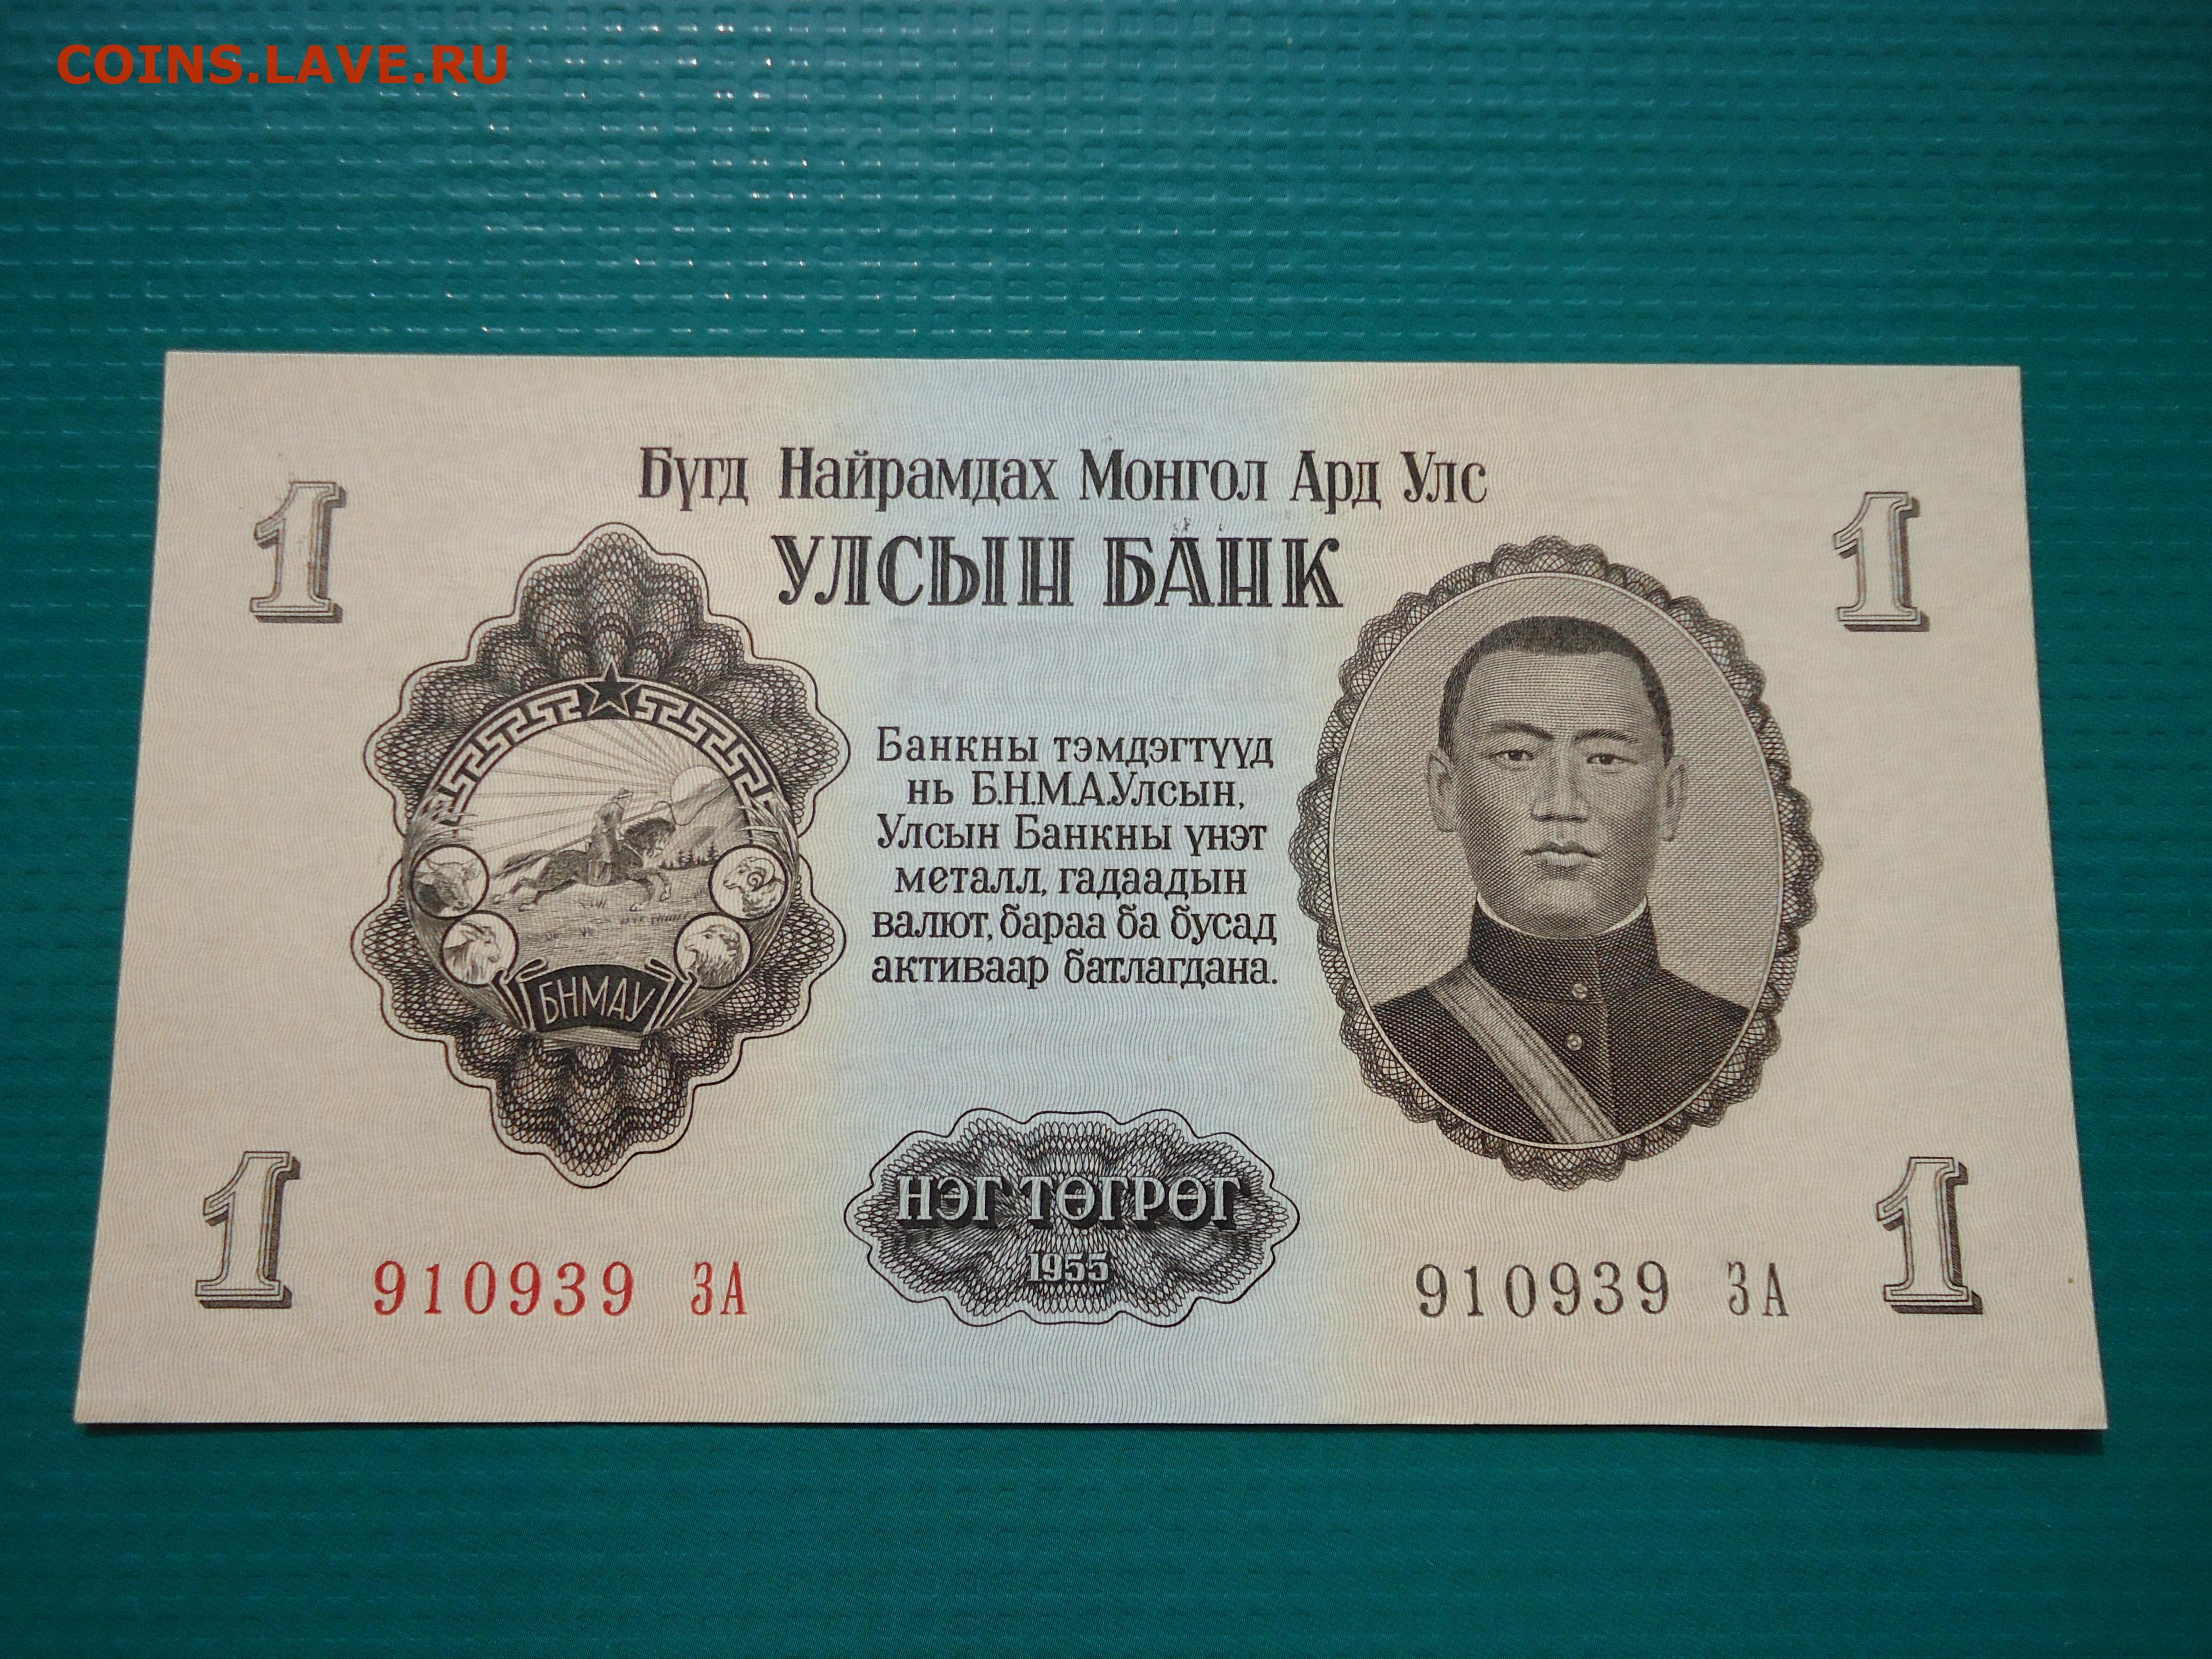 COINS.LAVE.RU
Бүгд Найрамдах Монгол Ард Улс
УЛСЫН БАНК
1
1
Банкны тэмдэгтүүд
нь Б.Н.М.А.Улсын,
Улсын Банкны үнэт
металл, гадаадын
валют, бараа ба бусад
активаар батлагдана.
БНМАУ
НЭГ ТӨГРӨГ
1955
1
1
910939 ЗА
910939 ЗА